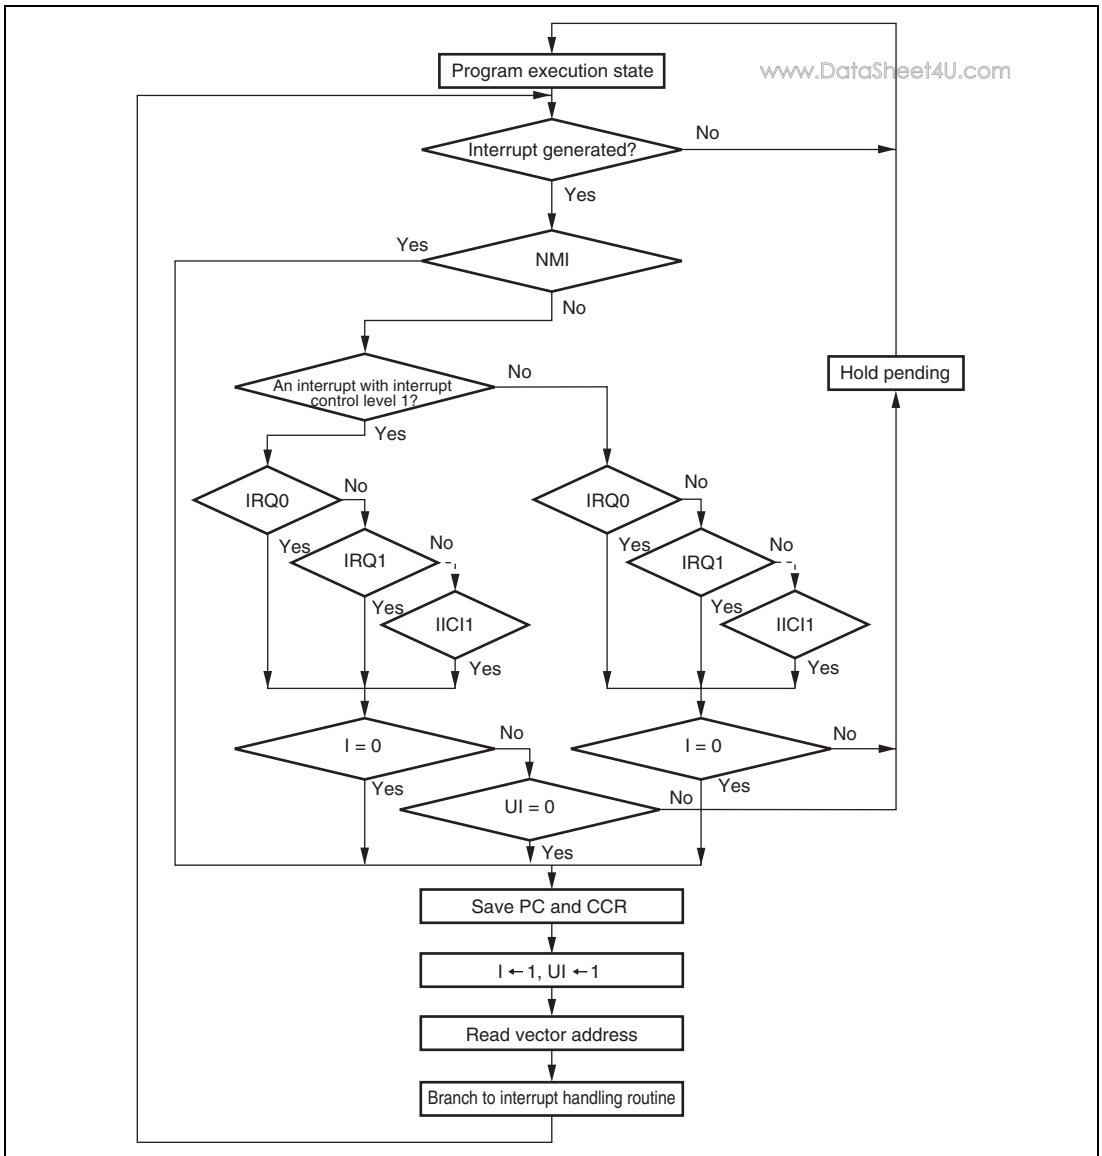 Program execution state
www.DataSheet4U.com
Interrupt generated?
No
Yes
Yes
NMI
No
Hold pending
An interrupt with interrupt
control level 1?
No
Yes
IRQ0
No
IRQ0
No
Yes
IRQ1
No
Yes
IRQ1
No
Yes
IICI1
Yes
IICI1
Yes
Yes
I = 0
No
I = 0
No
Yes
UI = 0
No
Yes
Yes
Save PC and CCR
I ← 1, UI ← 1
Read vector address
Branch to interrupt handling routine